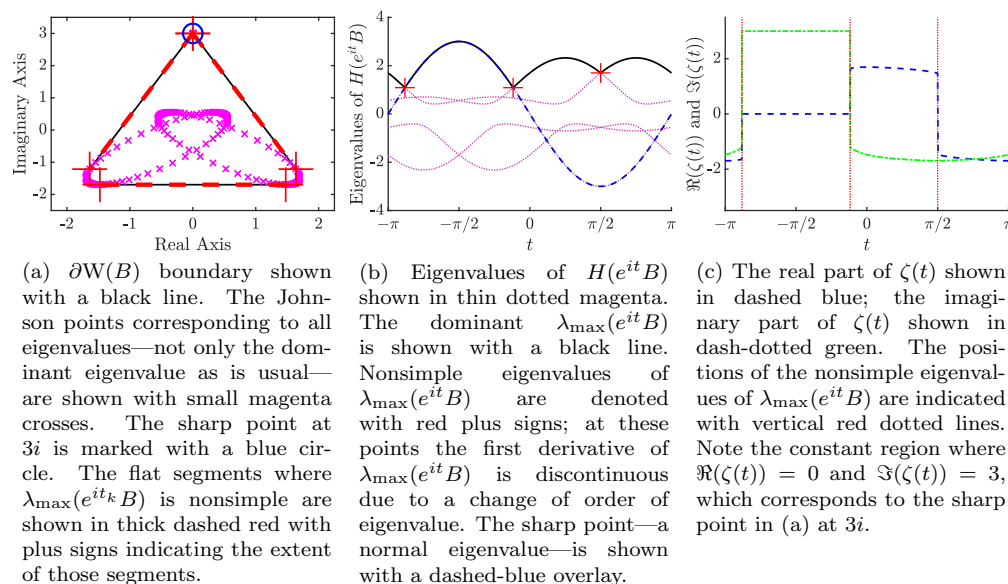 3
2
1
0
-1
-2
Imaginary Axis
-2
-1
0
1
2
Real Axis
4
2
0
-2
-4
Eigenvalues of H(e^{it}B)
−π
−π/2
0
π/2
π
t
2
0
-2
ℜ(ζ(t)) and ℑ(ζ(t))
−π
−π/2
0
π/2
π
t
(a) ∂W(B) boundary shown
with a black line. The John-
son points corresponding to all
eigenvalues—not only the dom-
inant eigenvalue as is usual—
are shown with small magenta
crosses. The sharp point at
3i is marked with a blue cir-
cle. The flat segments where
λ_max(e^{it_k}B) is nonsimple are
shown in thick dashed red with
plus signs indicating the extent
of those segments.
(b) Eigenvalues of H(e^{it}B)
shown in thin dotted magenta.
The dominant λ_max(e^{it}B)
is shown with a black line.
Nonsimple eigenvalues of
λ_max(e^{it}B) are denoted
with red plus signs; at these
points the first derivative of
λ_max(e^{it}B) is discontinuous
due to a change of order of
eigenvalue. The sharp point—a
normal eigenvalue—is shown
with a dashed-blue overlay.
(c) The real part of ζ(t) shown
in dashed blue; the imagi-
nary part of ζ(t) shown in
dash-dotted green. The posi-
tions of the nonsimple eigenval-
ues of λ_max(e^{it}B) are indicated
with vertical red dotted lines.
Note the constant region where
ℜ(ζ(t)) = 0 and ℑ(ζ(t)) = 3,
which corresponds to the sharp
point in (a) at 3i.